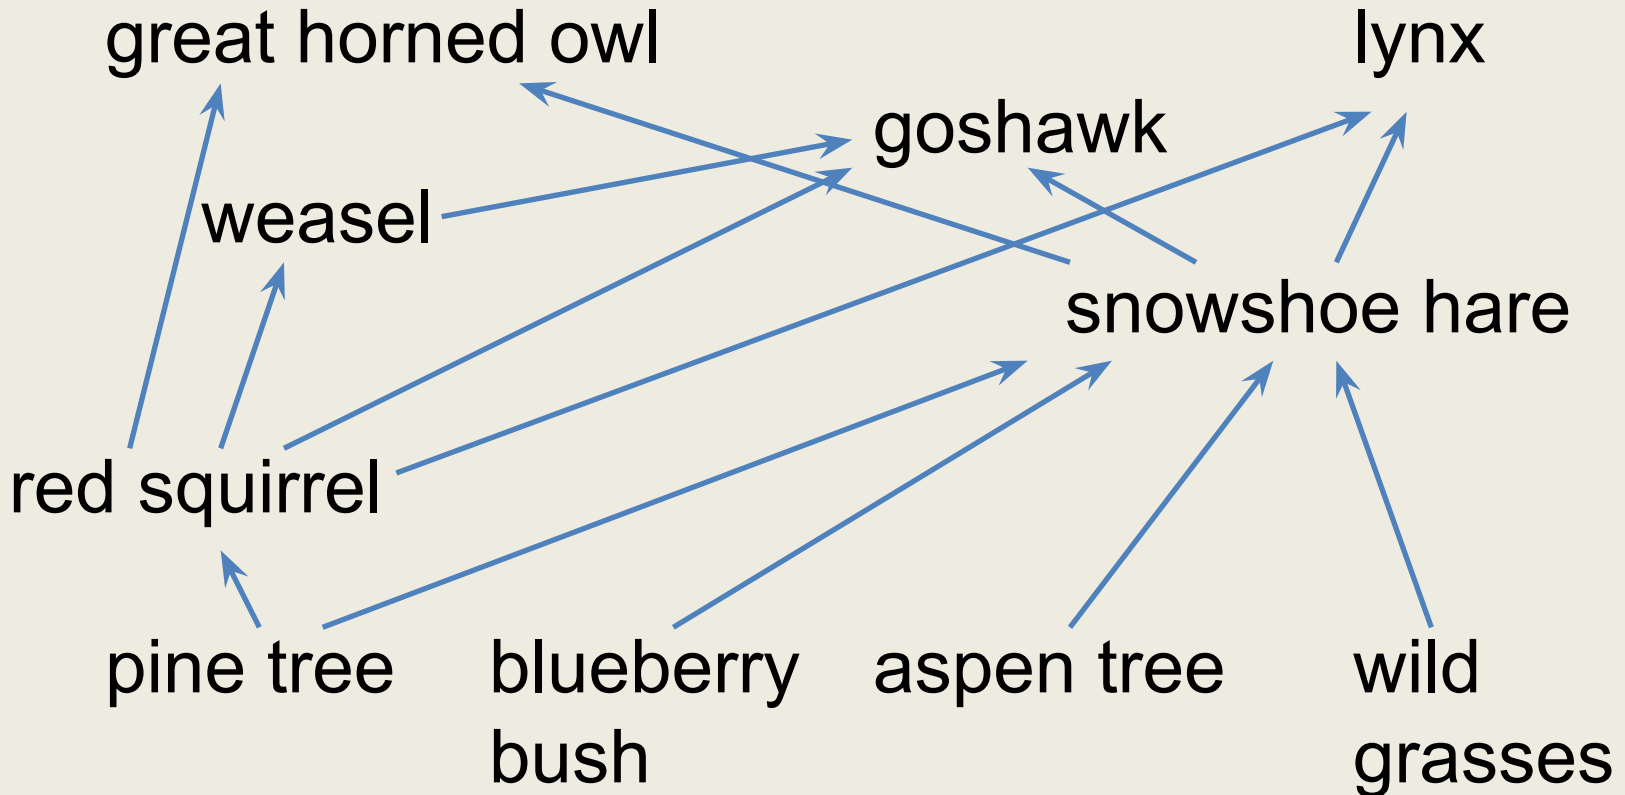 great horned owl
lynx
goshawk
weasel
snowshoe hare
red squirrel
pine tree
blueberry
bush
aspen tree
wild
grasses